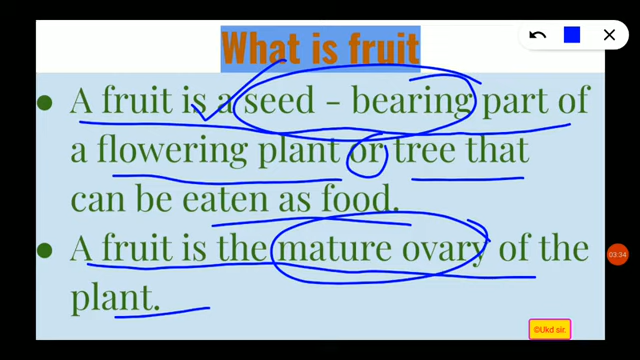 What is fruit
• A fruit is a seed - bearing part of
a flowering plant or tree that
can be eaten as food.
• A fruit is the mature ovary of the
plant.
03:34
©Ukd sir.